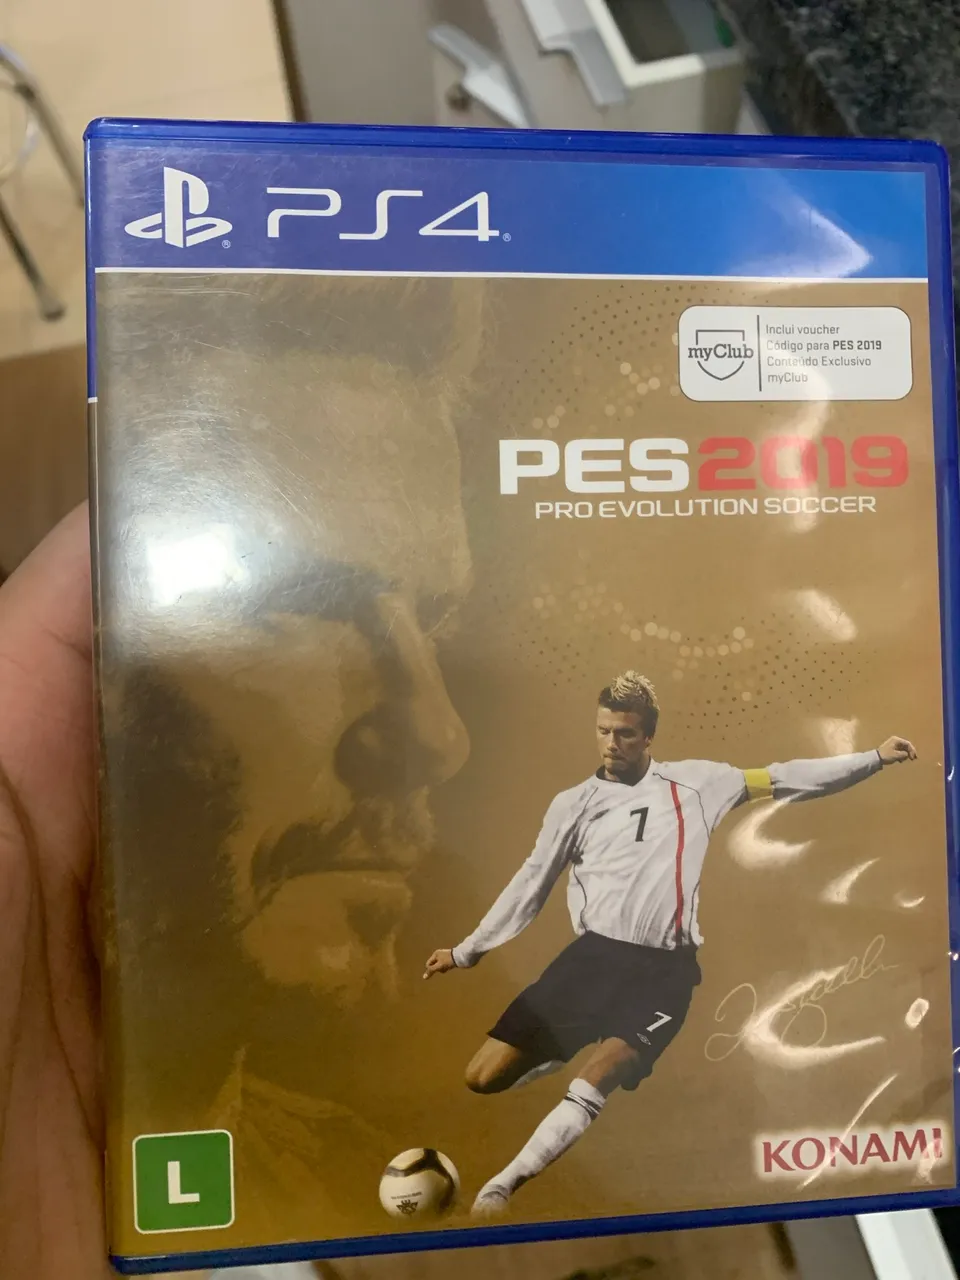 PS4
Inclui voucher
Código para PES 2019
Conteúdo Exclusivo
myClub
myClub
PES2019
PRO EVOLUTION SOCCER
7
7
KONAMI
L